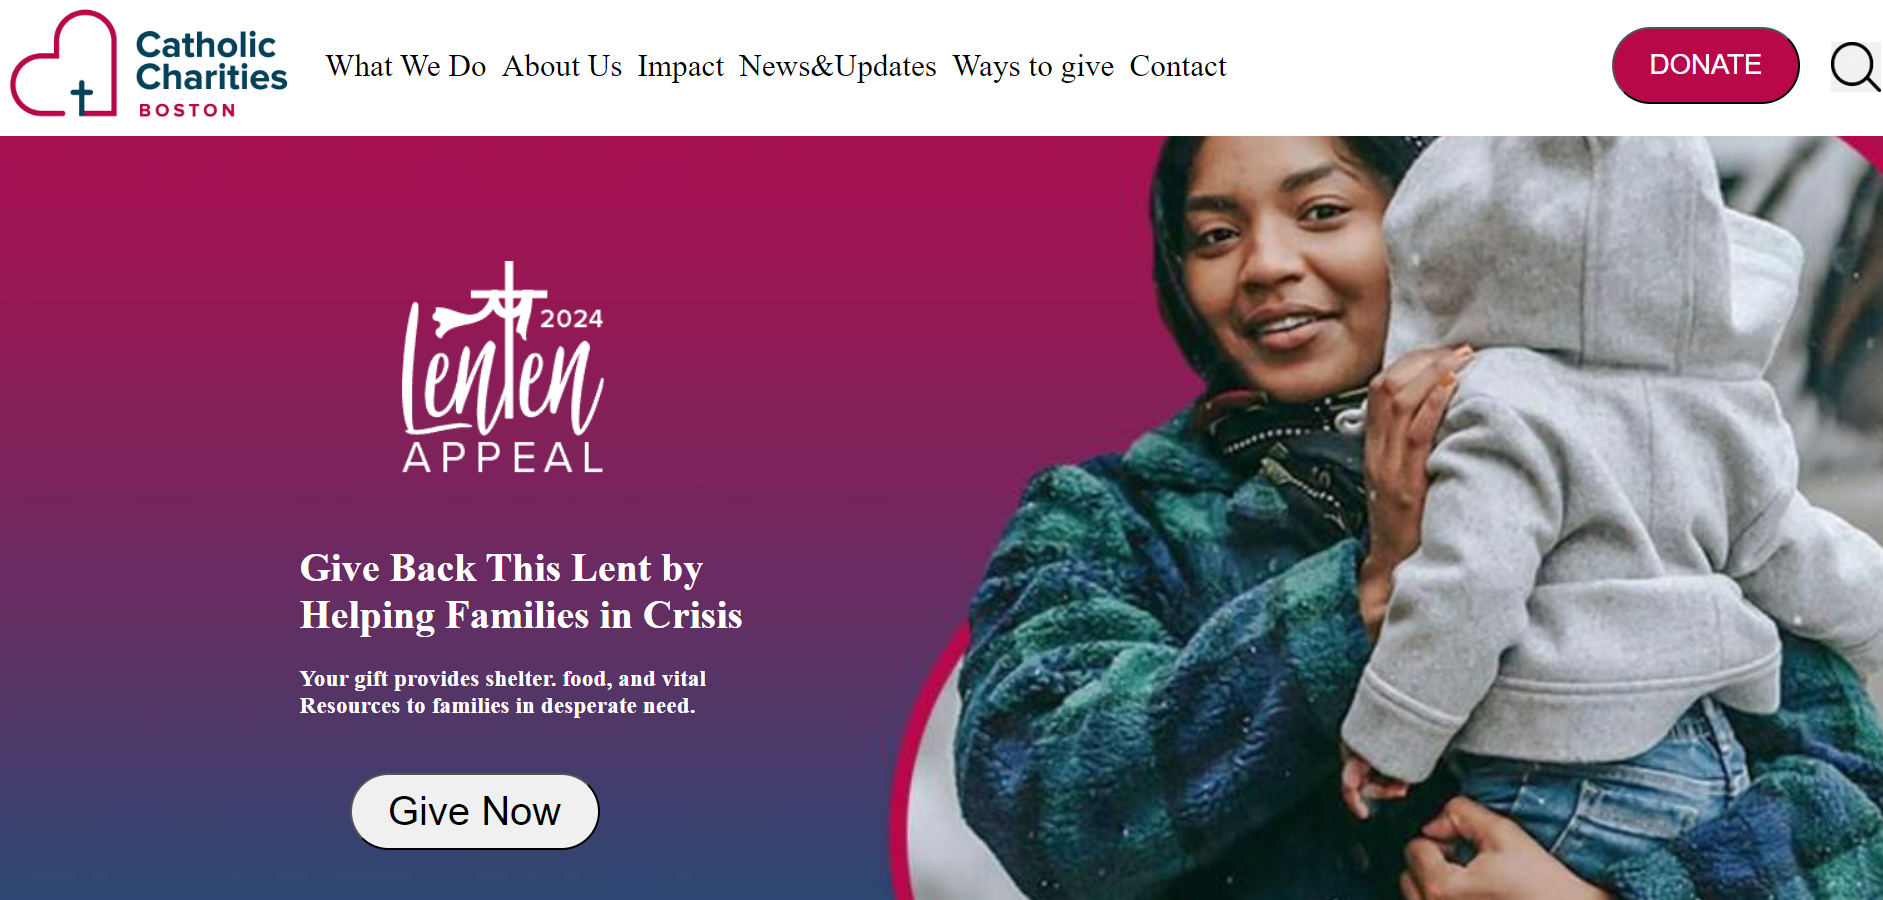 Catholic
Charities
BOSTON
What We Do About Us Impact News&Updates Ways to give Contact
DONATE
2024
Lenten
APPEAL
Give Back This Lent by
Helping Families in Crisis
Your gift provides shelter. food, and vital
Resources to families in desperate need.
Give Now